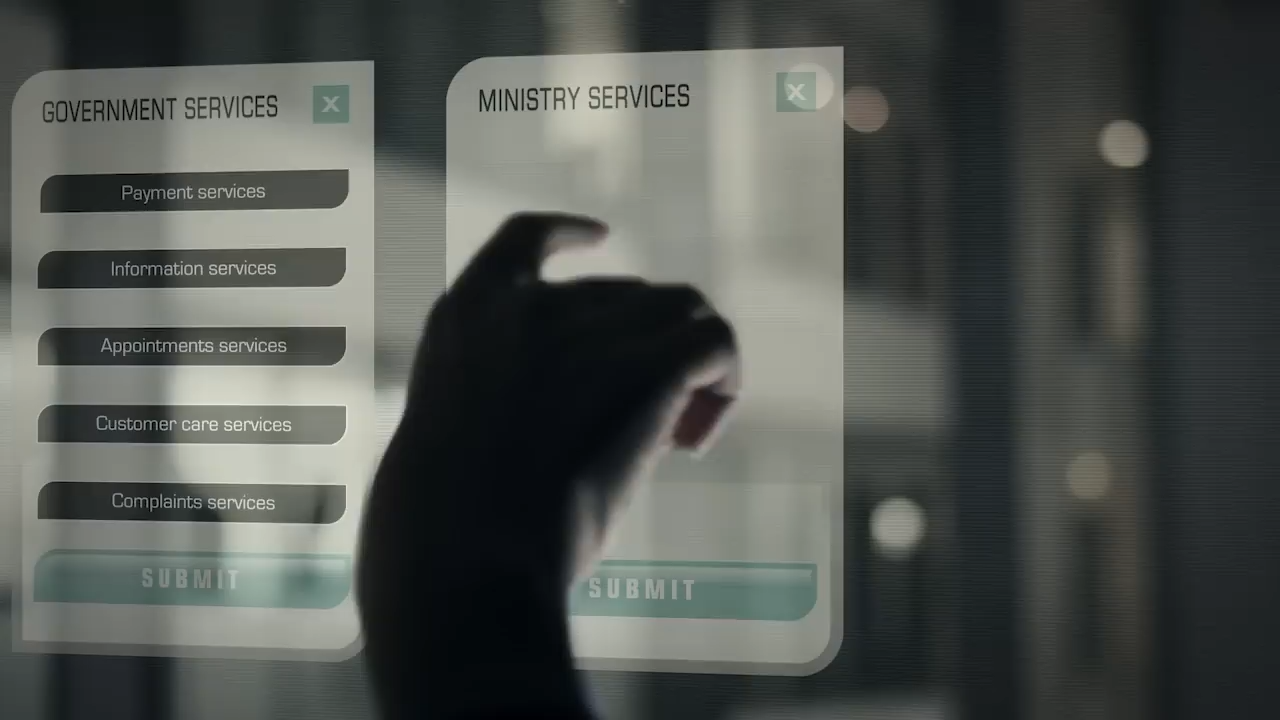 GOVERNMENT SERVICES
X
Payment services
Information services
Appointments services
Customer care services
Complaints services
SUBMIT
MINISTRY SERVICES
X
SUBMIT